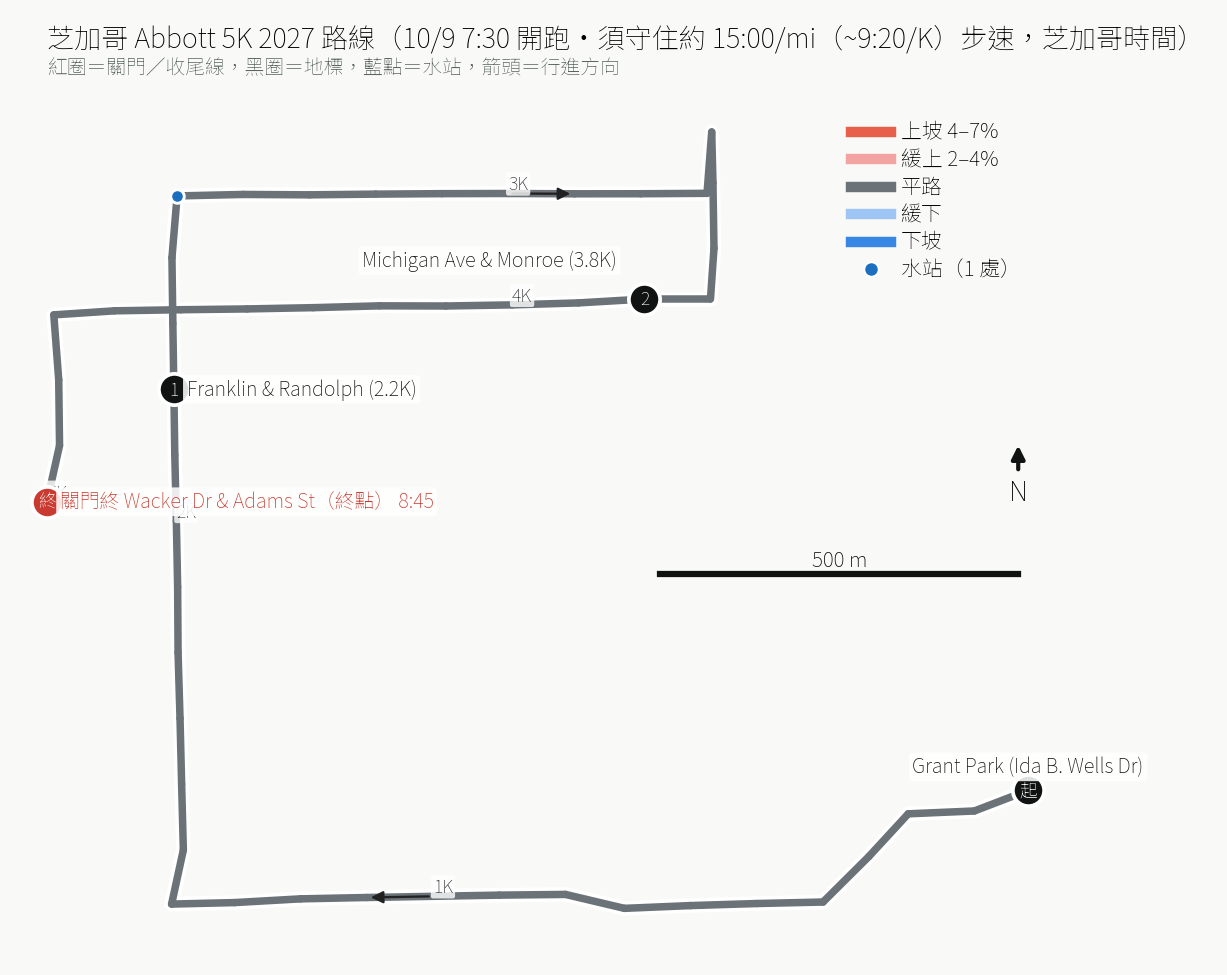 芝加哥 Abbott 5K 2027 路線（10/9 7:30 開跑・須守住約 15:00/mi（~9:20/K）步速，芝加哥時間）
紅圈＝關門／收尾線，黑圈＝地標，藍點＝水站，箭頭＝行進方向
上坡 4–7%
緩上 2–4%
平路
緩下
下坡
水站（1 處）
3K
Michigan Ave & Monroe (3.8K)
4K
2
1
Franklin & Randolph (2.2K)
終
關門終 Wacker Dr & Adams St（終點） 8:45
2K
N
500 m
Grant Park (Ida B. Wells Dr)
起
1K